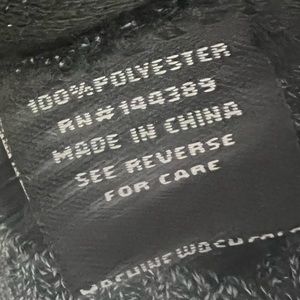 100% POLYESTER
RN# 144389
MADE IN CHINA
SEE REVERSE
FOR CARE